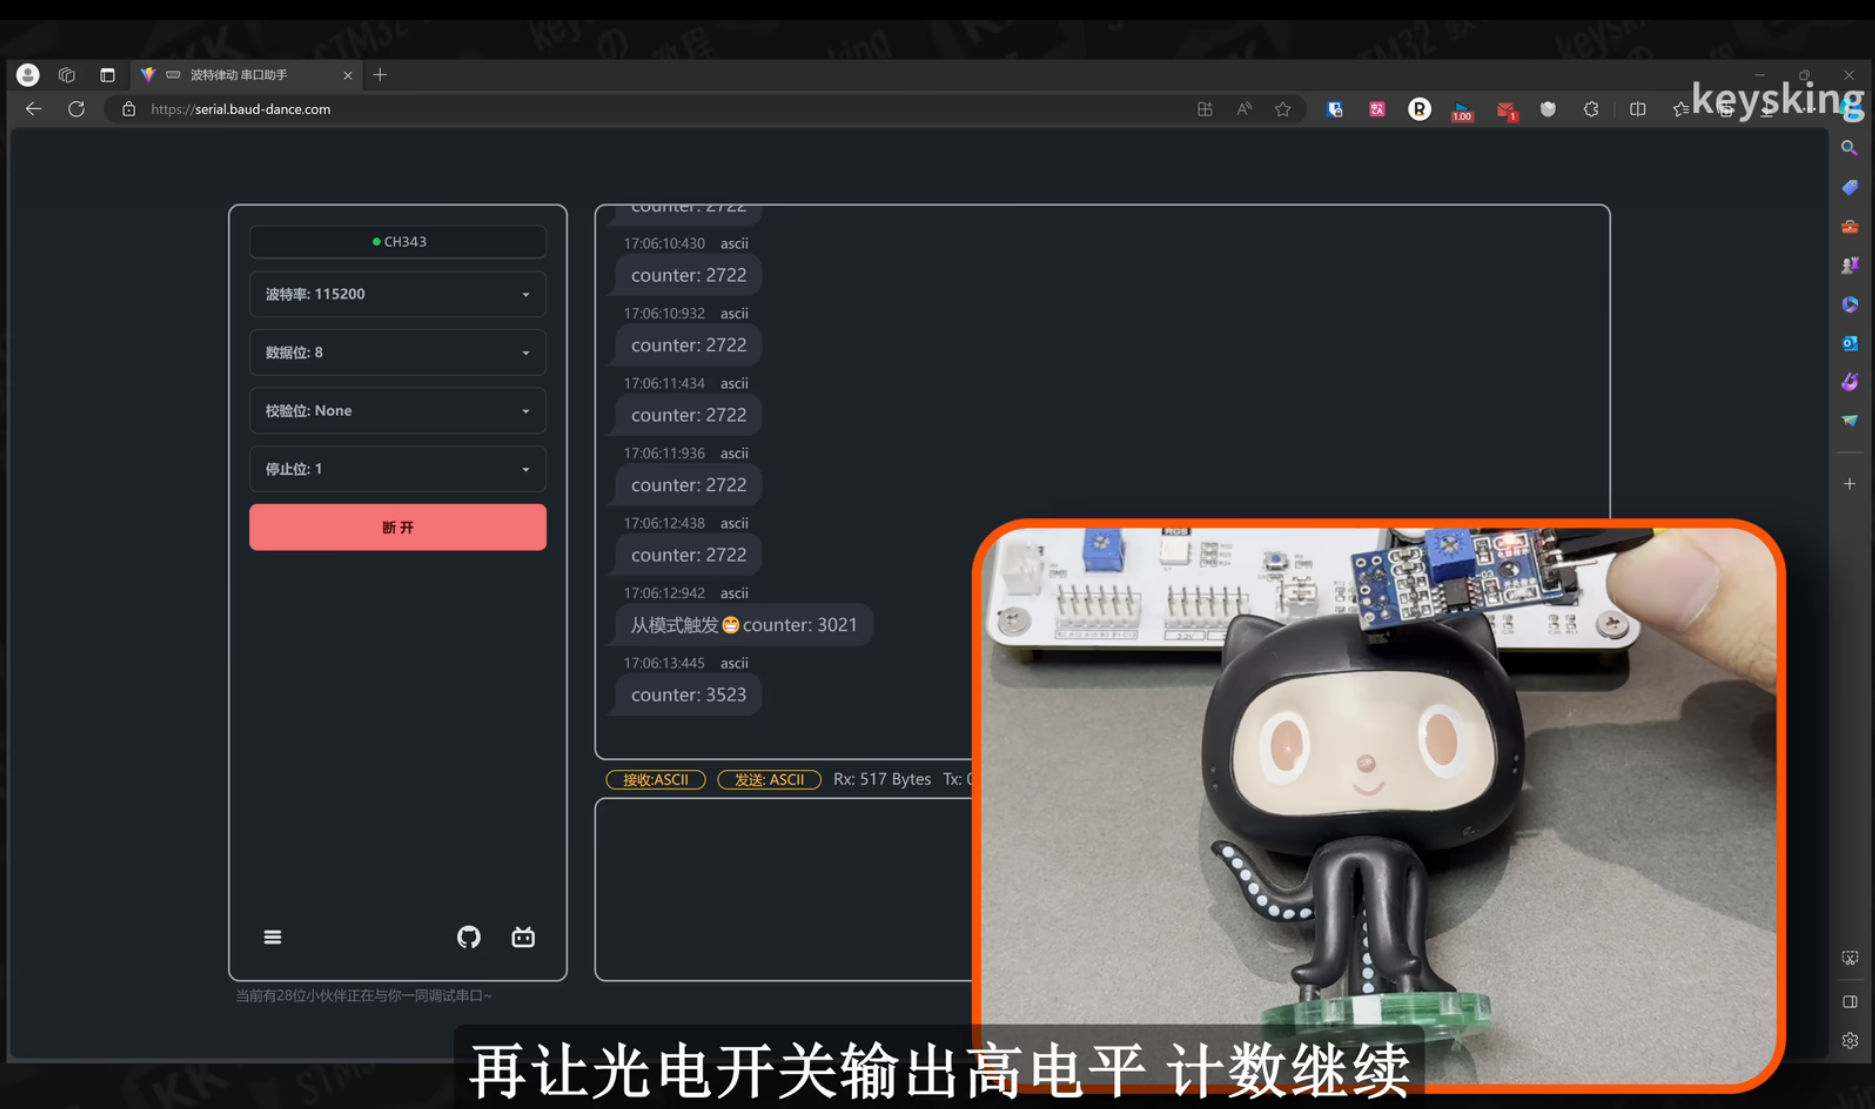 波特律动 串口助手
https://serial.baud-dance.com
1.00
1
keysking
CH343
波特率: 115200
数据位: 8
校验位: None
停止位: 1
断 开
当前有28位小伙伴正在与你一同调试串口~
counter: 2722
17:06:10:430 ascii
counter: 2722
17:06:10:932 ascii
counter: 2722
17:06:11:434 ascii
counter: 2722
17:06:11:936 ascii
counter: 2722
17:06:12:438 ascii
counter: 2722
17:06:12:942 ascii
从模式触发😁counter: 3021
17:06:13:445 ascii
counter: 3523
接收:ASCII 发送: ASCII Rx: 517 Bytes Tx: 0
再让光电开关输出高电平 计数继续